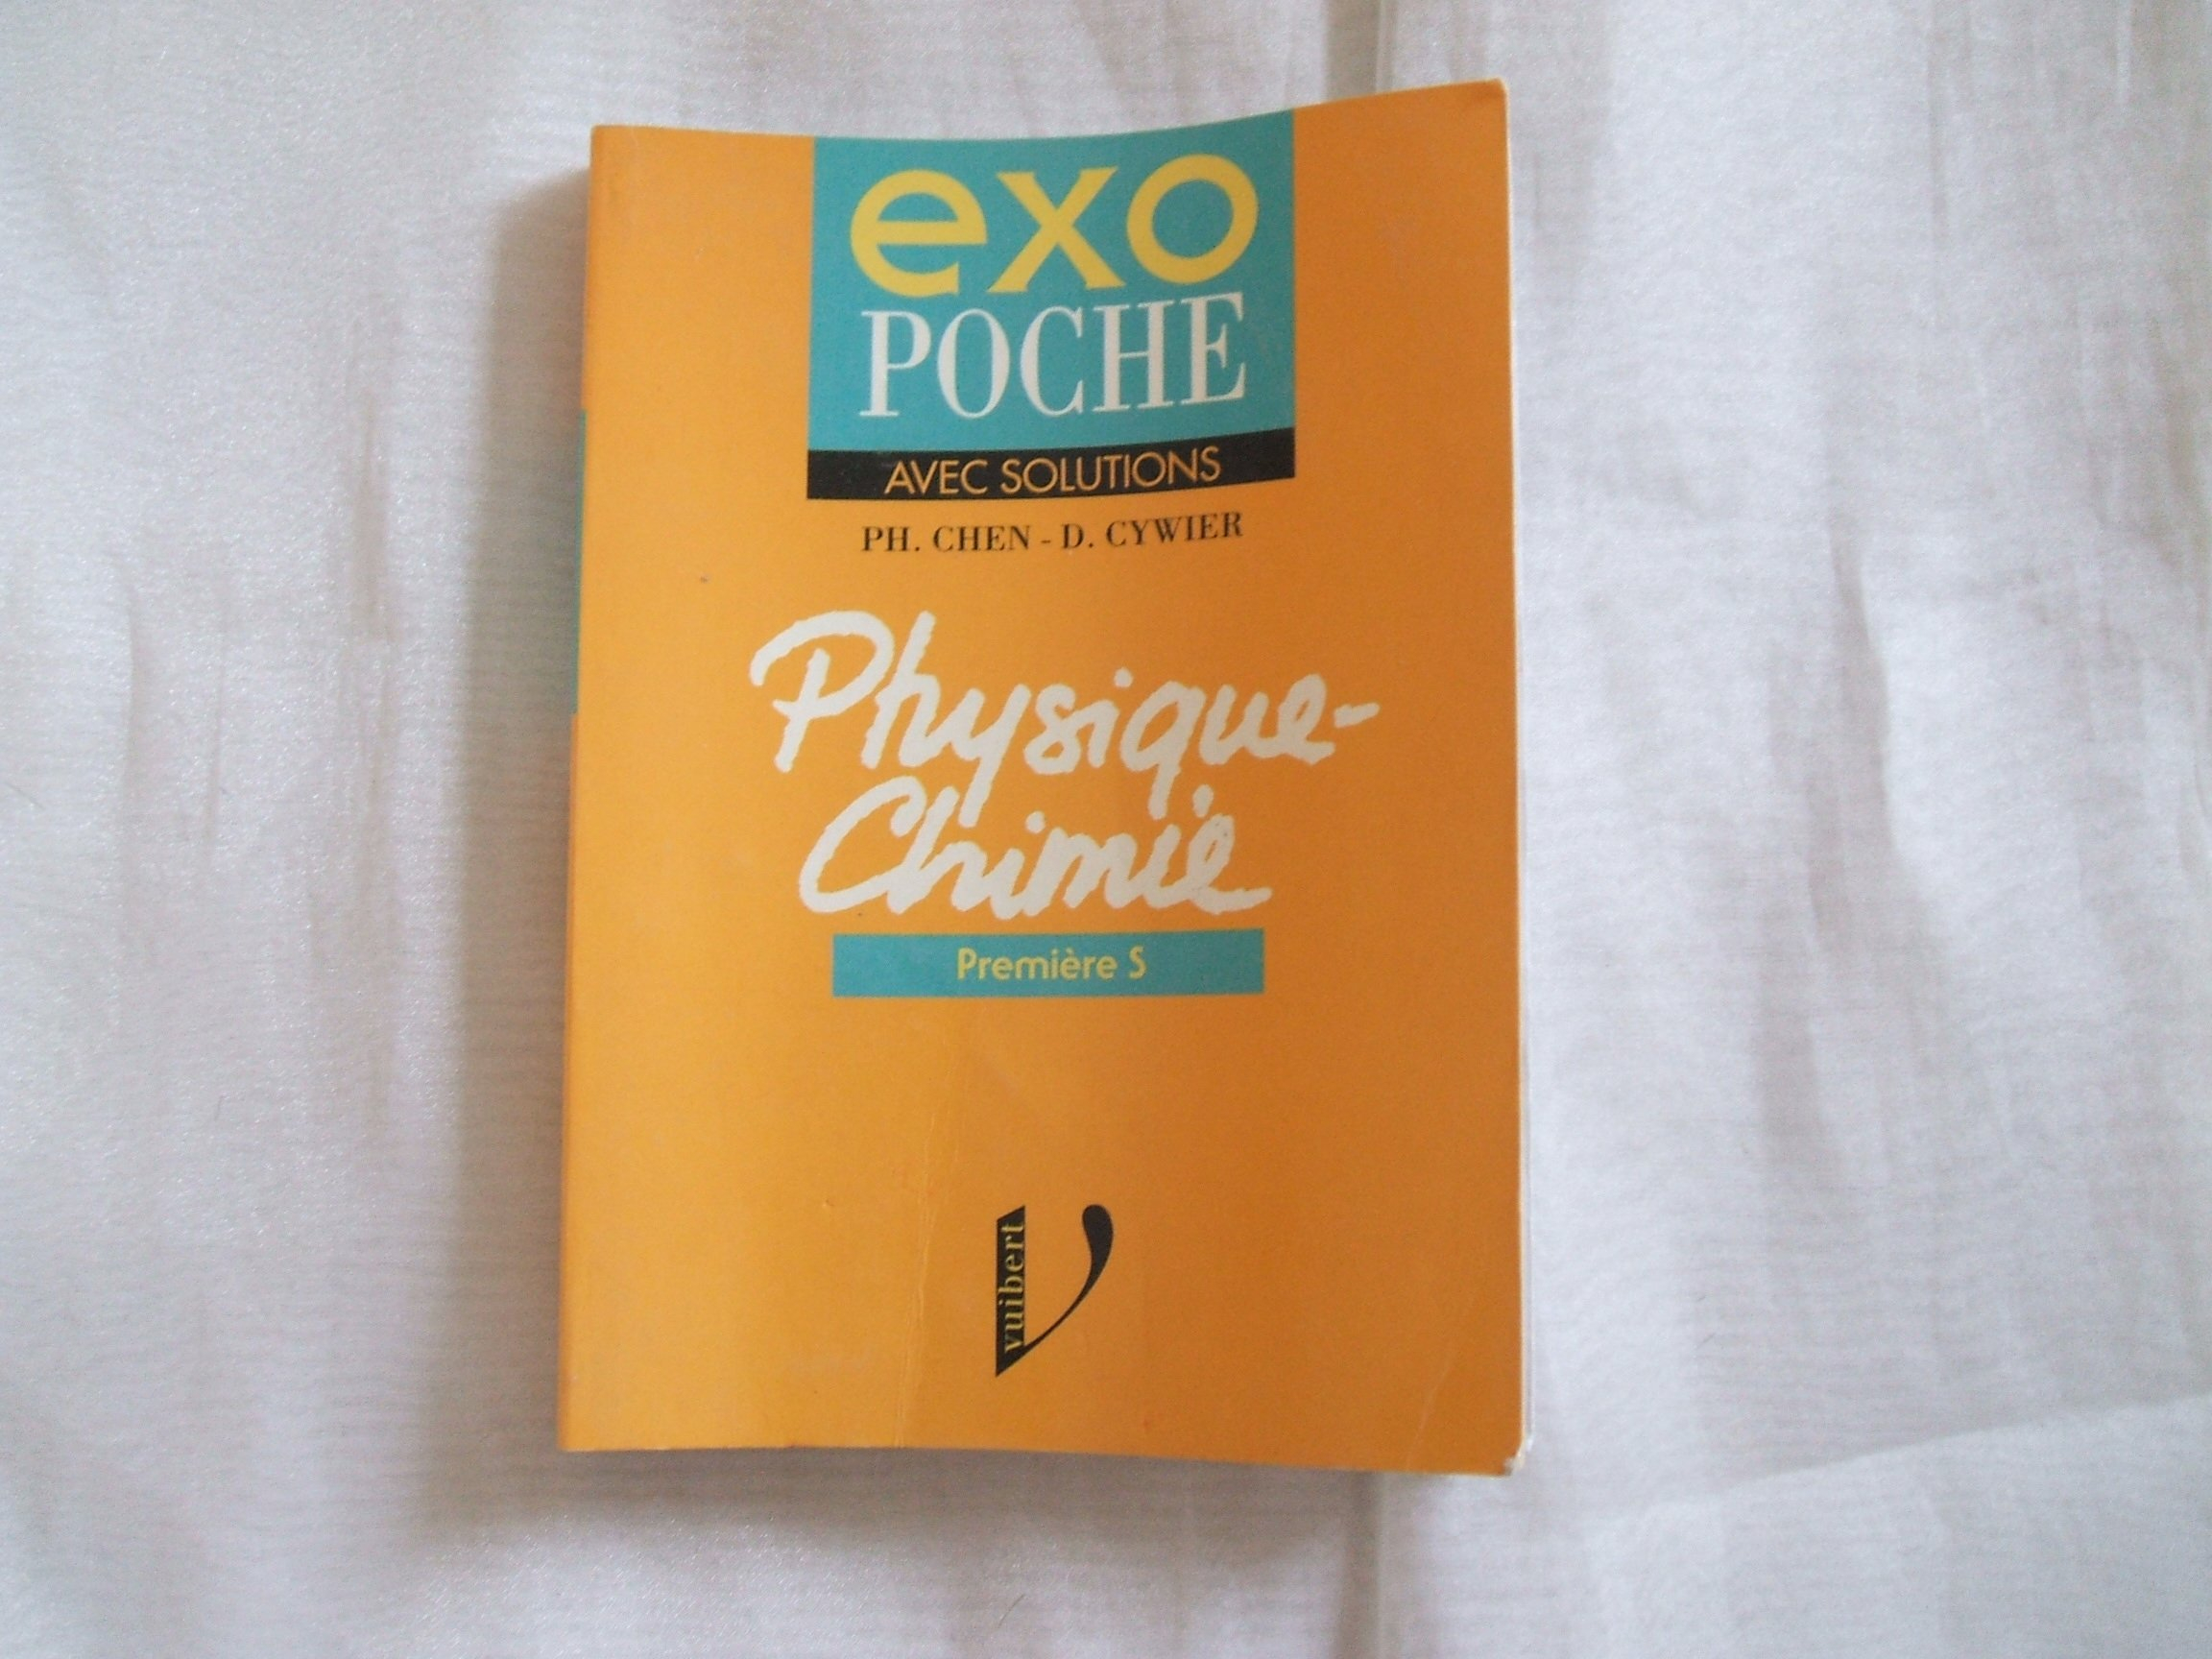 exo
POCHE
AVEC SOLUTIONS
PH. CHEN - D. CYWIER
Physique-
Chimie
Première S
vuibert